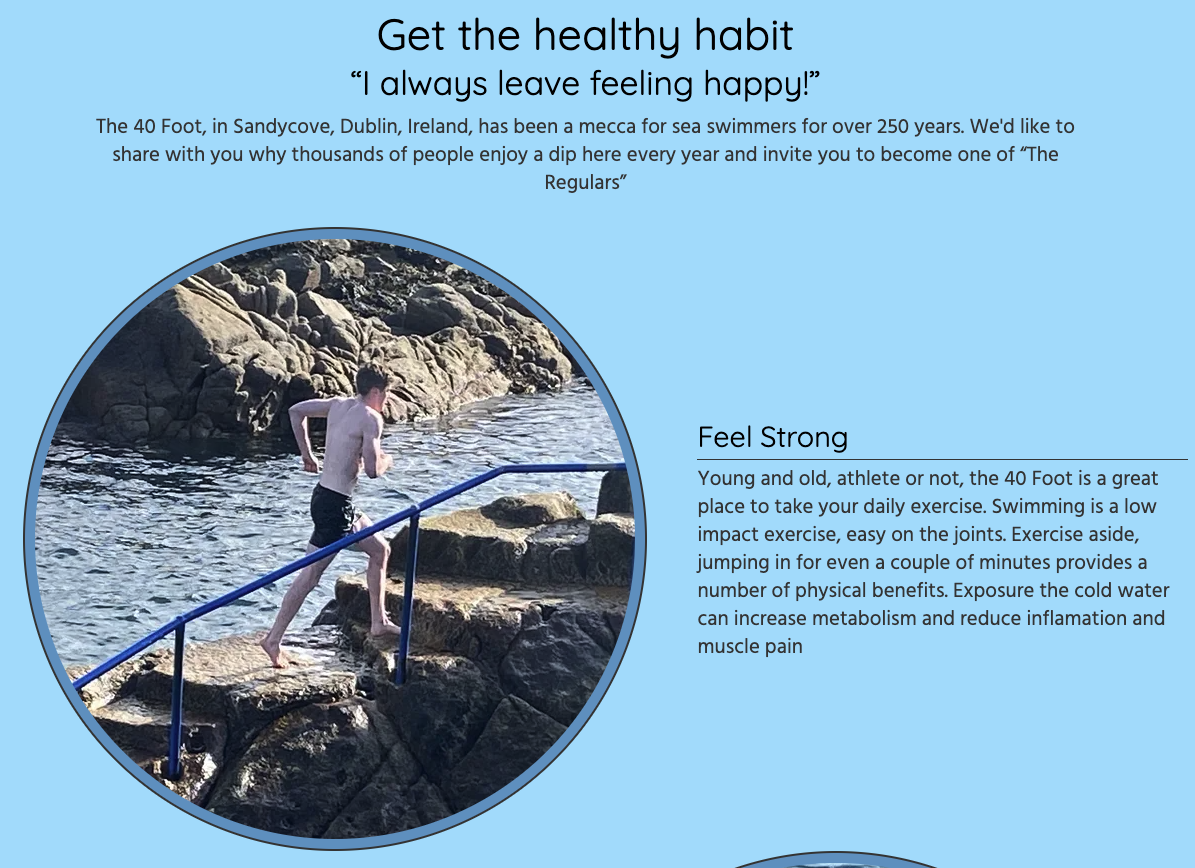 Get the healthy habit
“I always leave feeling happy!”
The 40 Foot, in Sandycove, Dublin, Ireland, has been a mecca for sea swimmers for over 250 years. We'd like to
share with you why thousands of people enjoy a dip here every year and invite you to become one of “The
Regulars”
Feel Strong
Young and old, athlete or not, the 40 Foot is a great
place to take your daily exercise. Swimming is a low
impact exercise, easy on the joints. Exercise aside,
jumping in for even a couple of minutes provides a
number of physical benefits. Exposure the cold water
can increase metabolism and reduce inflamation and
muscle pain